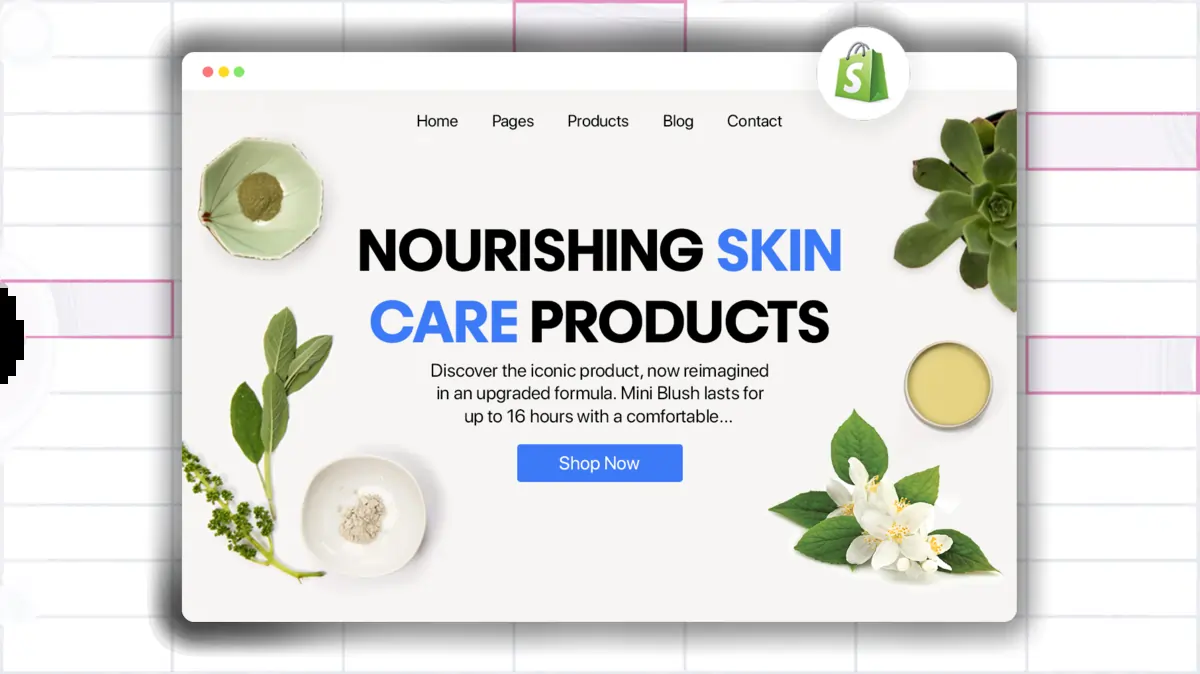 S
Home Pages Products Blog Contact
NOURISHING SKIN
CARE PRODUCTS
Discover the iconic product, now reimagined
in an upgraded formula. Mini Blush lasts for
up to 16 hours with a comfortable...
Shop Now